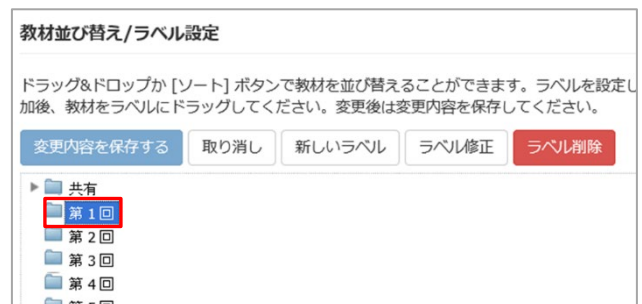 教材並び替え/ラベル設定
ドラッグ&ドロップか [ソート] ボタンで教材を並び替えることができます。ラベルを設定し
加後、教材をラベルにドラッグしてください。変更後は変更内容を保存してください。
変更内容を保存する 取り消し 新しいラベル ラベル修正 ラベル削除
共有
第 1 回
第 2 回
第 3 回
第 4 回